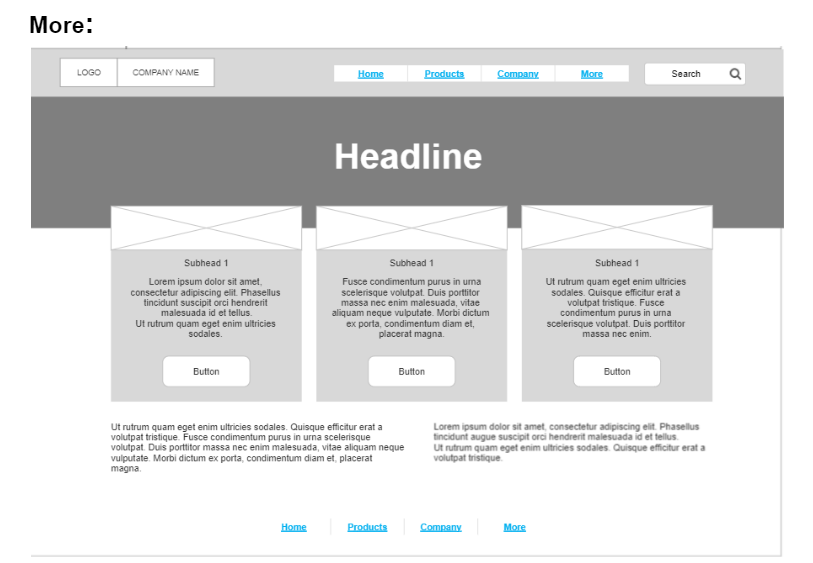 More:
LOGO
COMPANY NAME
Home
Products
Company
More
Search
Headline
Subhead 1
Lorem ipsum dolor sit amet,
consectetur adipiscing elit. Phasellus
tincidunt suscipit orci hendrerit
malesuada id et tellus.
Ut rutrum quam eget enim ultricies
sodales.
Button
Subhead 1
Fusce condimentum purus in urna
scelerisque volutpat. Duis porttitor
massa nec enim malesuada, vitae
aliquam neque vulputate. Morbi dictum
ex porta, condimentum diam et,
placerat magna.
Button
Subhead 1
Ut rutrum quam eget enim ultricies
sodales. Quisque efficitur erat a
volutpat tristique. Fusce
condimentum purus in urna
scelerisque volutpat. Duis porttitor
massa nec enim.
Button
Ut rutrum quam eget enim ultricies sodales. Quisque efficitur erat a
volutpat tristique. Fusce condimentum purus in urna scelerisque
volutpat. Duis porttitor massa nec enim malesuada, vitae aliquam neque
vulputate. Morbi dictum ex porta, condimentum diam et, placerat
magna.
Lorem ipsum dolor sit amet, consectetur adipiscing elit. Phasellus
tincidunt augue suscipit orci hendrerit malesuada id et tellus.
Ut rutrum quam eget enim ultricies sodales. Quisque efficitur erat a
volutpat tristique.
Home
Products
Company
More